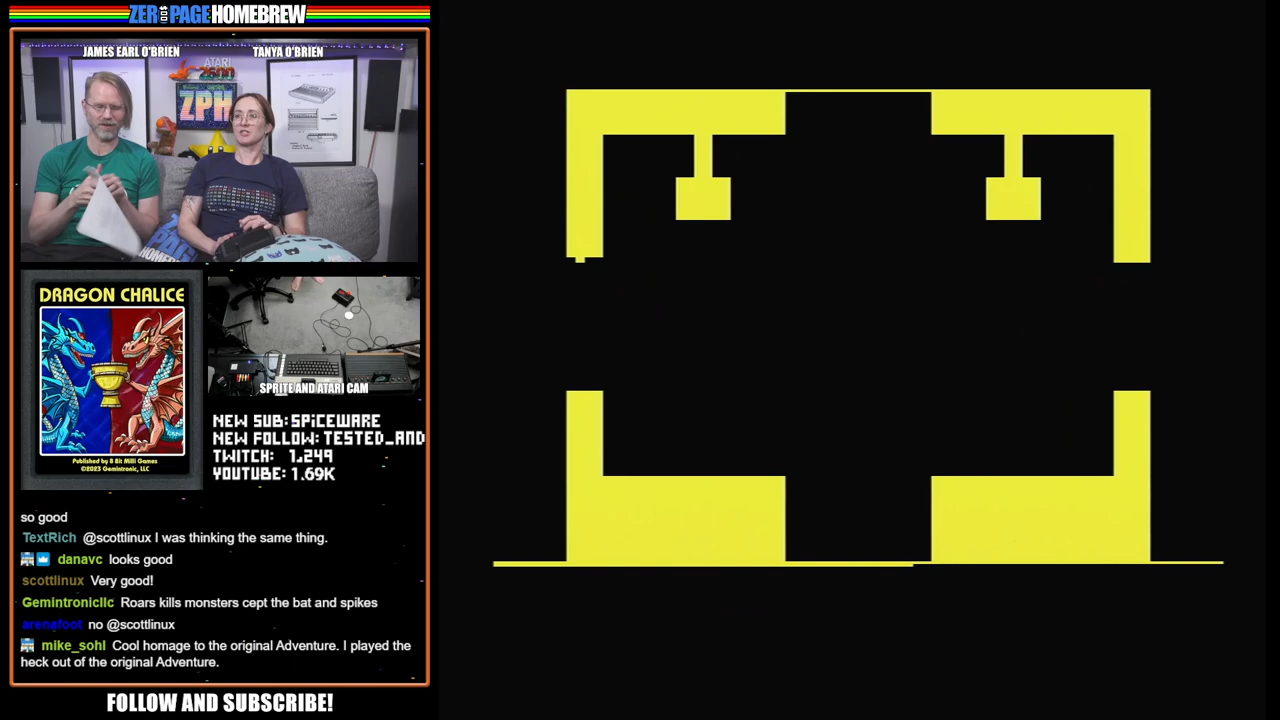 ZERO PAGE HOMEBREW
JAMES EARL O'BRIEN
TANYA O'BRIEN
ATARI
2600
ZPH
DRAGON CHALICE
Published by 8 Bit Milli Games
©2023 Gemintronic, LLC
SPRITE AND ATARI CAM
NEW SUB: SPICEWARE
NEW FOLLOW: TESTED_AND
TWITCH: 1,249
YOUTUBE: 1.69K
so good
TextRich @scottlinux I was thinking the same thing.
danavc looks good
scottlinux Very good!
Gemintronicllc Roars kills monsters cept the bat and spikes
arenafoot no @scottlinux
mike_sohl Cool homage to the original Adventure. I played the
heck out of the original Adventure.
FOLLOW AND SUBSCRIBE!